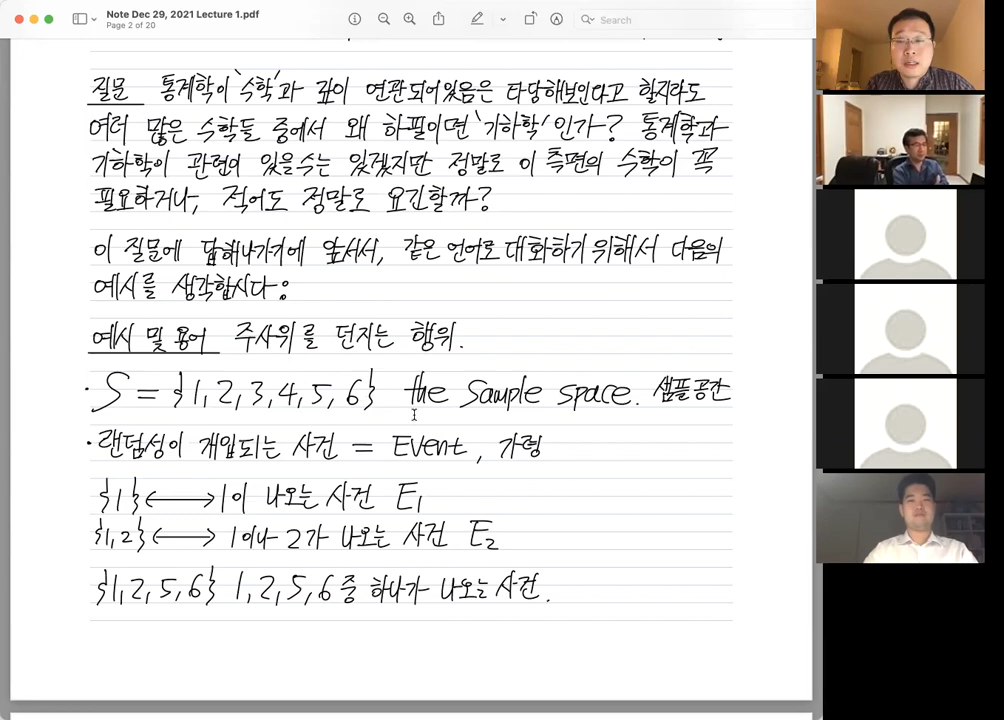 Note Dec 29, 2021 Lecture 1.pdf
Page 2 of 20
Search
질문 통계학이 '수학'과 깊이 연관되어있음은 타당해보인다고 할지라도
여러 많은 수학들 중에서 왜 하필이면 '기하학' 인가? 통계학과
기하학이 관련이 있을수는 있겠지만 정말로 이 측면의 수학이 꼭
필요하거나, 적어도 정말로 요긴할까?
이 질문에 답해나가기에 앞서서, 같은 언어로 대화하기 위해서 다음의
예시를 생각합시다:
예시 및 용어 주사위를 던지는 행위.
· S = {1, 2, 3, 4, 5, 6} the Sample space. 샘플공간
· 랜덤성이 개입되는 사건 = Event, 가령
{1} ⟷ 1이 나오는 사건 E₁
{1, 2} ⟷ 1이나 2가 나오는 사건 E₂
{1, 2, 5, 6} 1, 2, 5, 6 중 하나가 나오는 사건.